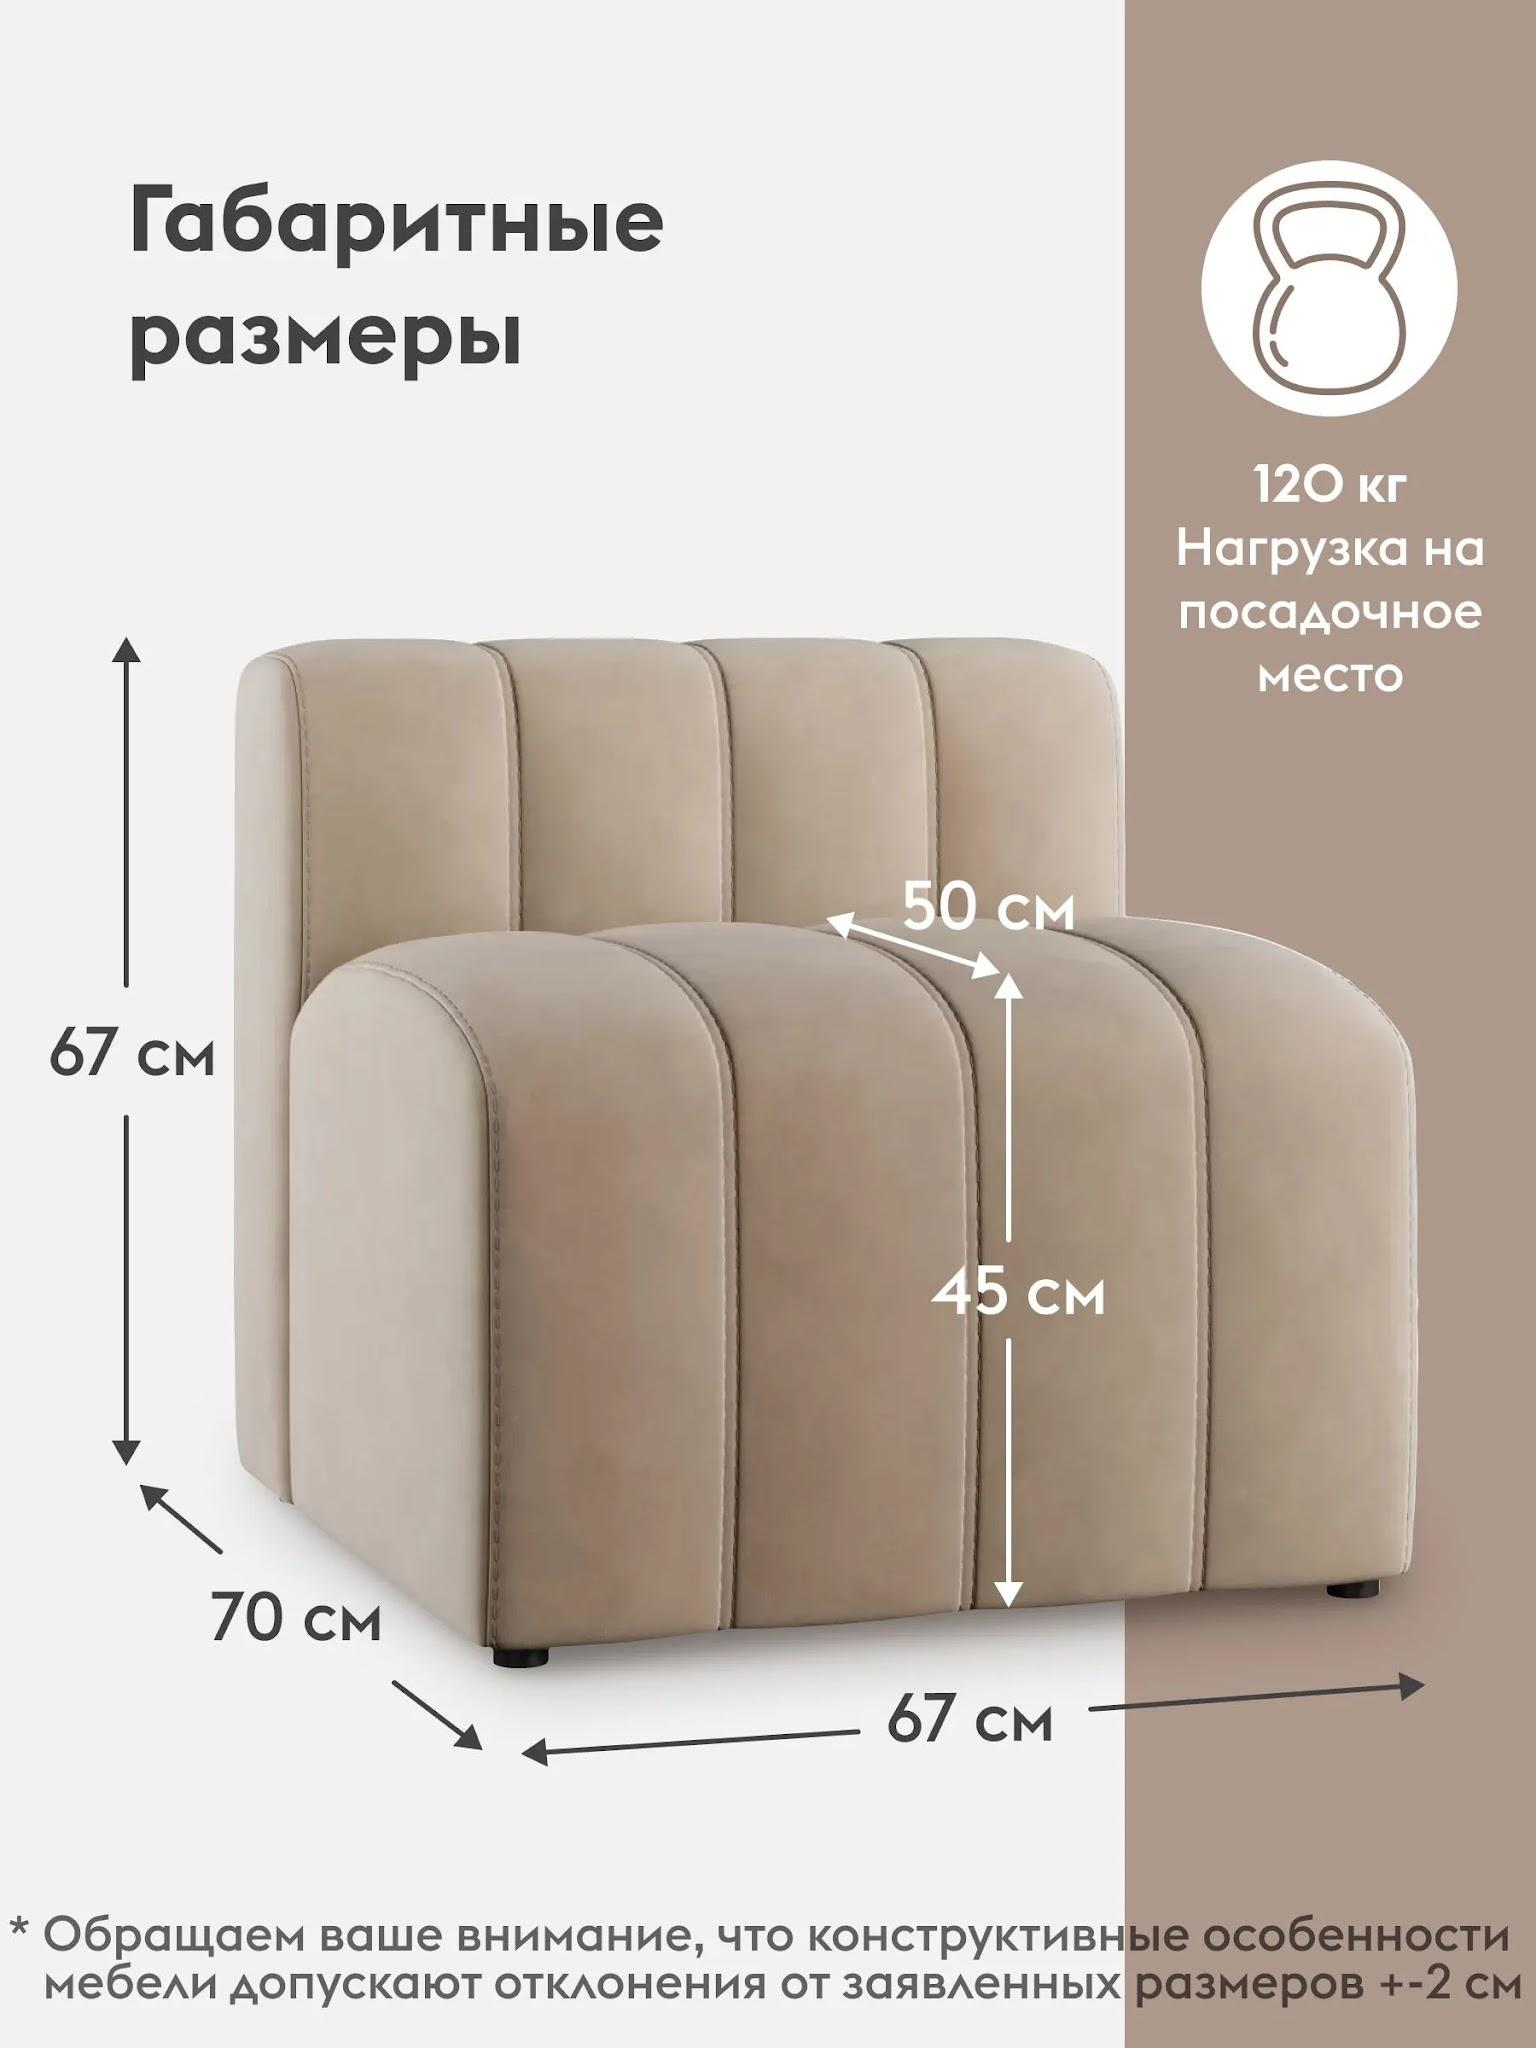 Габаритные
размеры
120 кг
Нагрузка на
посадочное
место
50 см
67 см
45 см
70 см
67 см
* Обращаем ваше внимание, что конструктивные особенности
мебели допускают отклонения от заявленных размеров +-2 см